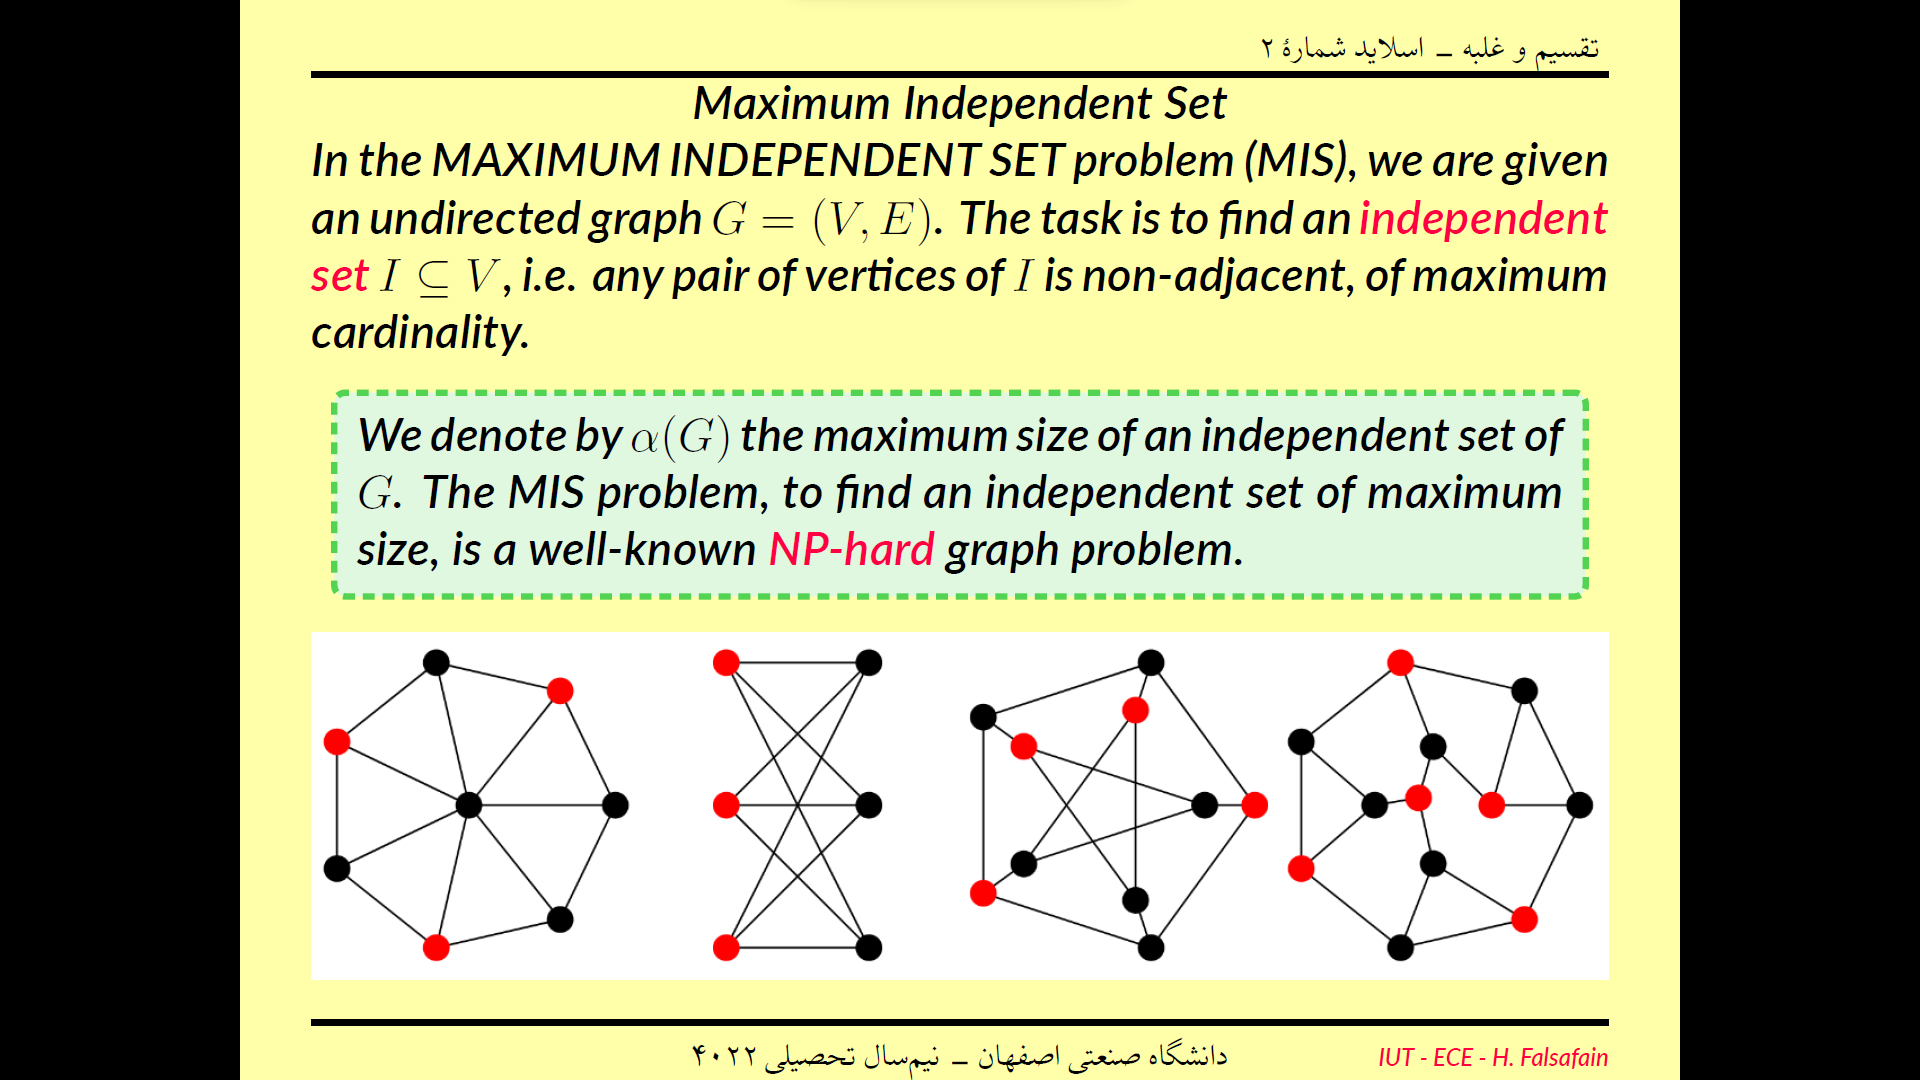 تقسیم و غلبه – اسلاید شمارهٔ ۲
Maximum Independent Set
In the MAXIMUM INDEPENDENT SET problem (MIS), we are given
an undirected graph G = (V, E). The task is to find an independent
set I ⊆ V, i.e. any pair of vertices of I is non-adjacent, of maximum
cardinality.
We denote by α(G) the maximum size of an independent set of
G. The MIS problem, to find an independent set of maximum
size, is a well-known NP-hard graph problem.
دانشگاه صنعتی اصفهان – نیم‌سال تحصیلی ۴۰۲۲
IUT - ECE - H. Falsafain